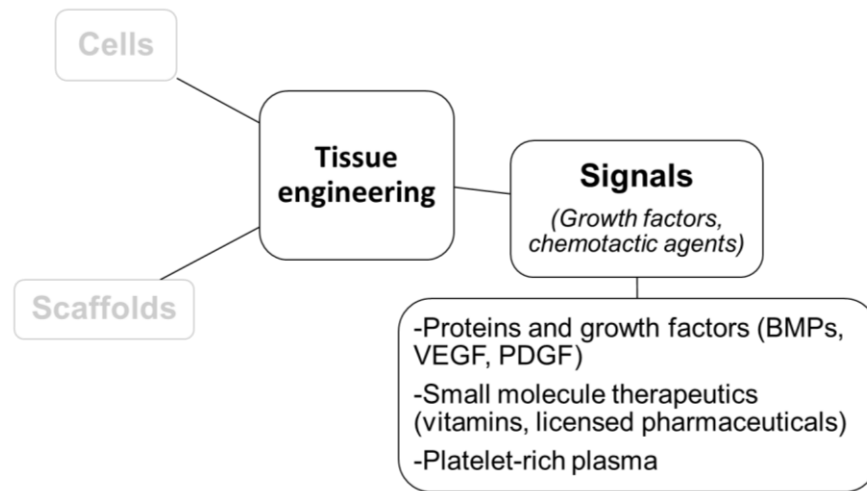 Cells
Tissue
engineering
Signals
(Growth factors,
chemotactic agents)
Scaffolds
-Proteins and growth factors (BMPs,
VEGF, PDGF)
-Small molecule therapeutics
(vitamins, licensed pharmaceuticals)
-Platelet-rich plasma